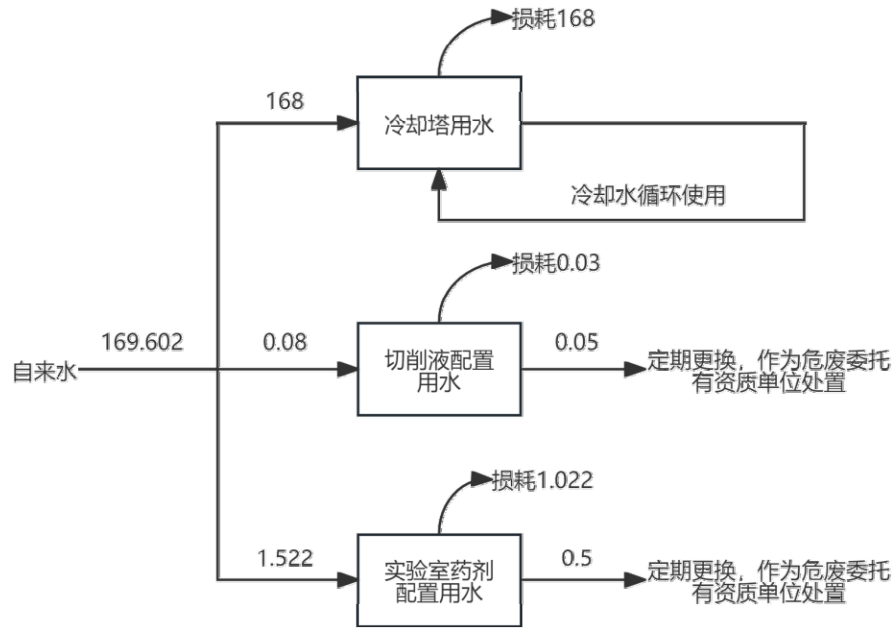 损耗168
168
冷却塔用水
冷却水循环使用
损耗0.03
169.602
0.08
0.05
自来水
切削液配置
用水
定期更换，作为危废委托
有资质单位处置
损耗1.022
1.522
0.5
实验室药剂
配置用水
定期更换，作为危废委托
有资质单位处置